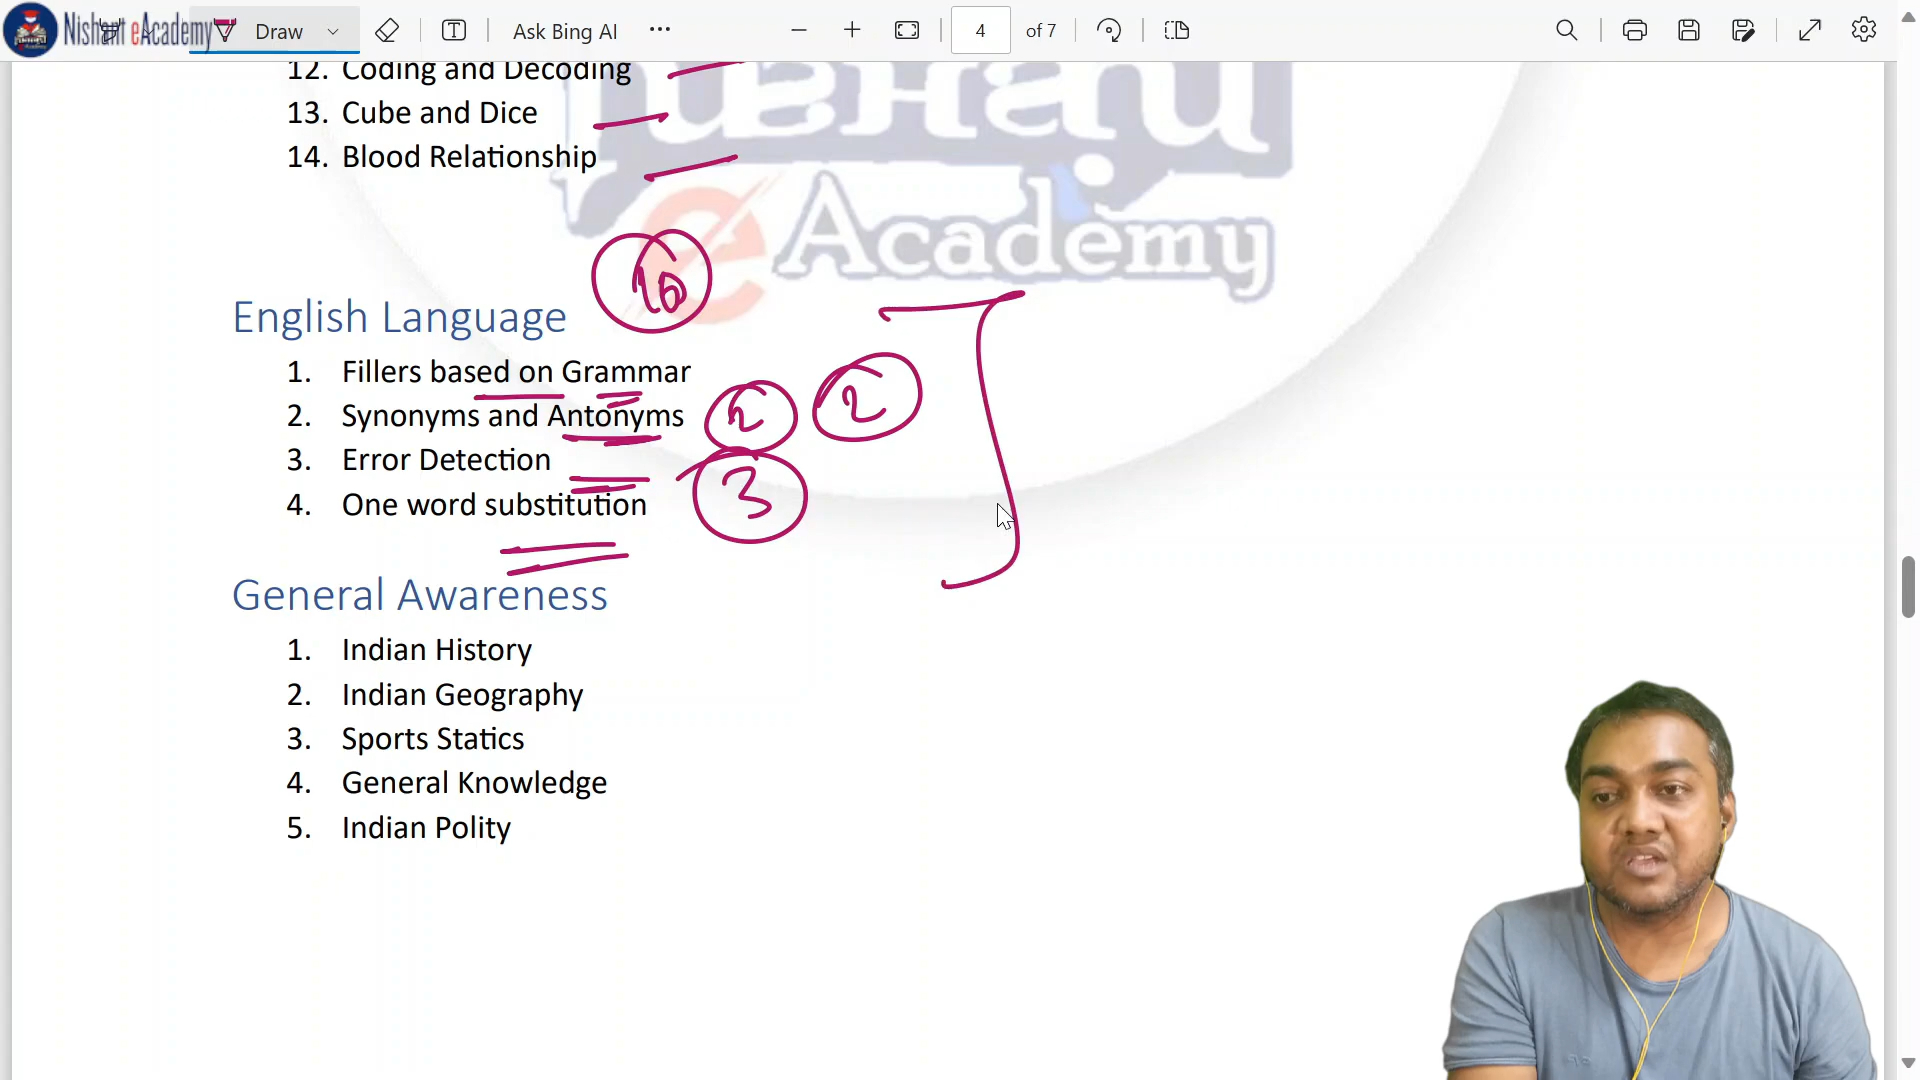 Nishant eAcademy
Draw
Ask Bing AI
4
of 7
12. Coding and Decoding
13. Cube and Dice
14. Blood Relationship
eAcademy
10
English Language
1. Fillers based on Grammar
2. Synonyms and Antonyms
2
2
3. Error Detection
3
4. One word substitution
General Awareness
1. Indian History
2. Indian Geography
3. Sports Statics
4. General Knowledge
5. Indian Polity